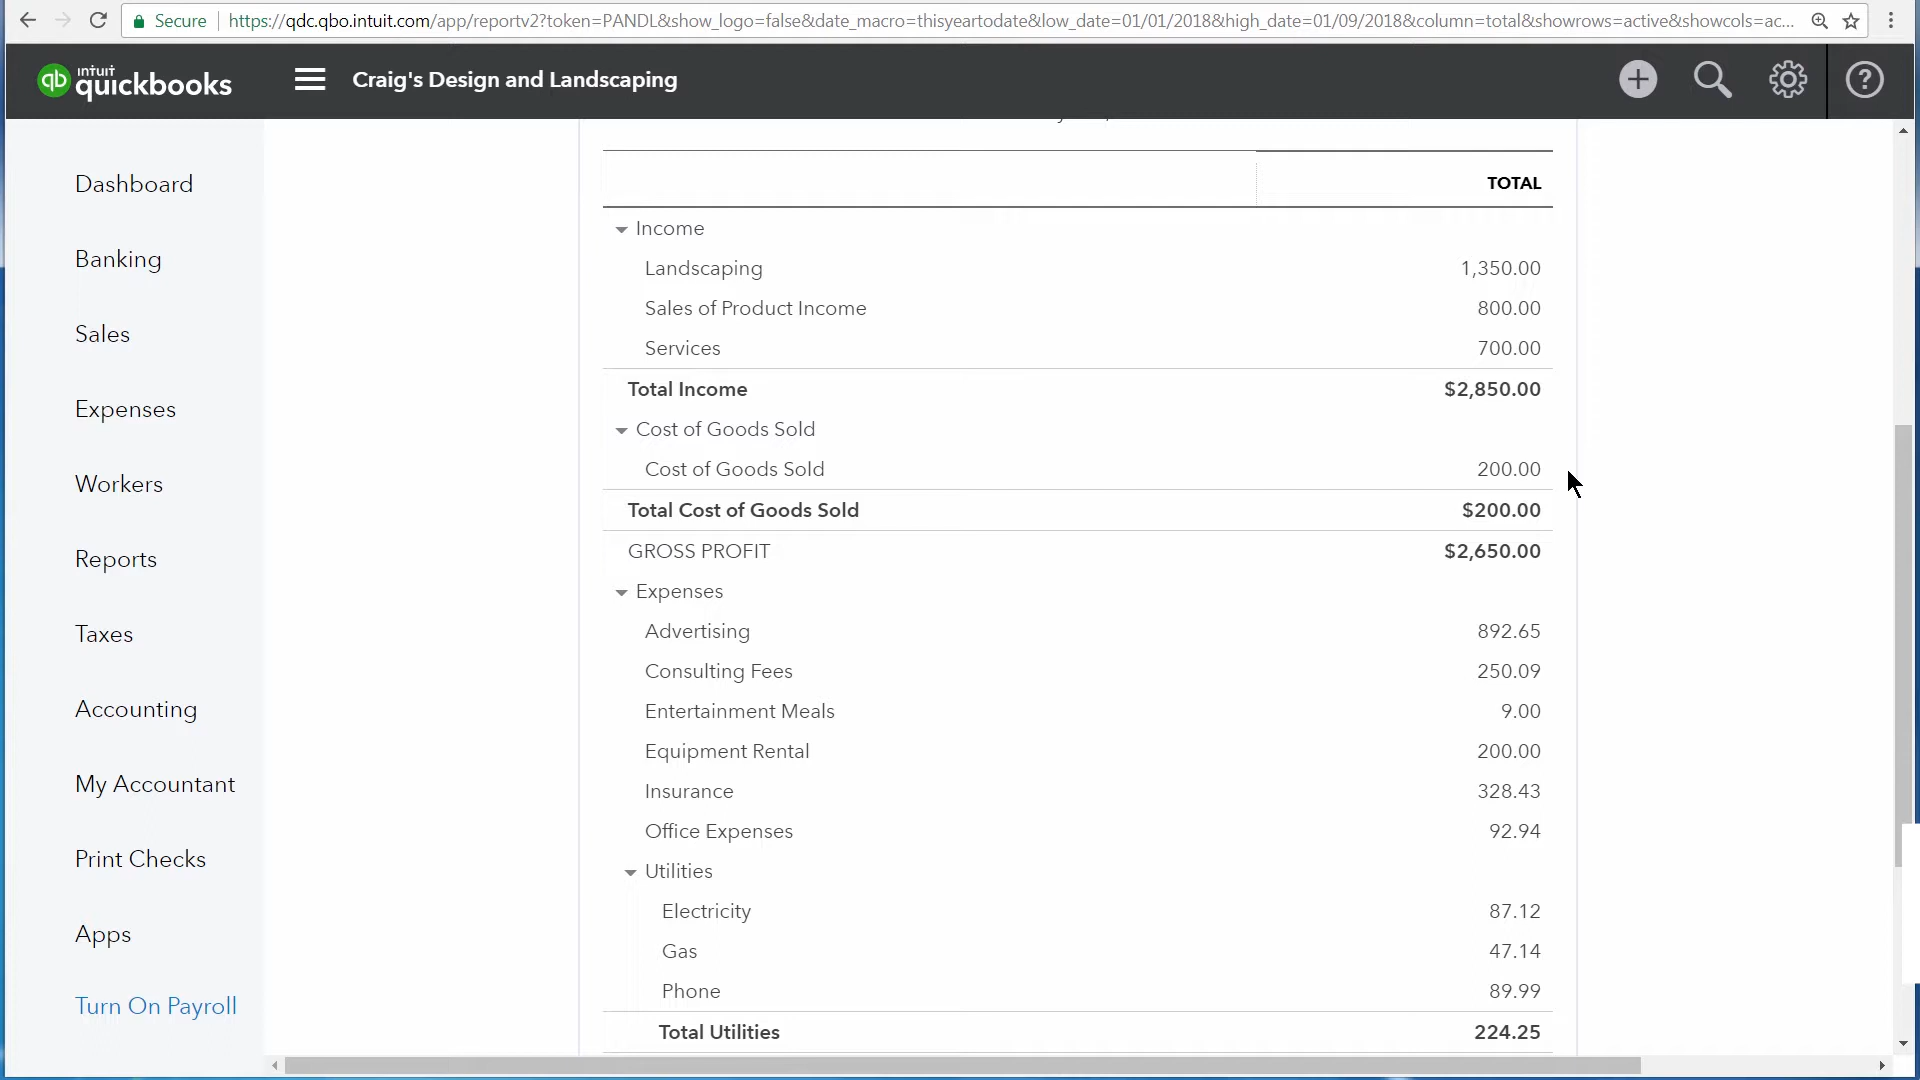 Secure https://qdc.qbo.intuit.com/app/reportv2?token=PANDL&show_logo=false&date_macro=thisyeartodate&low_date=01/01/2018&high_date=01/09/2018&column=total&showrows=active&showcols=ac...
qb intuit quickbooks Craig's Design and Landscaping
Dashboard
Banking
Sales
Expenses
Workers
Reports
Taxes
Accounting
My Accountant
Print Checks
Apps
Turn On Payroll
TOTAL
Income
Landscaping 1,350.00
Sales of Product Income 800.00
Services 700.00
Total Income $2,850.00
Cost of Goods Sold
Cost of Goods Sold 200.00
Total Cost of Goods Sold $200.00
GROSS PROFIT $2,650.00
Expenses
Advertising 892.65
Consulting Fees 250.09
Entertainment Meals 9.00
Equipment Rental 200.00
Insurance 328.43
Office Expenses 92.94
Utilities
Electricity 87.12
Gas 47.14
Phone 89.99
Total Utilities 224.25